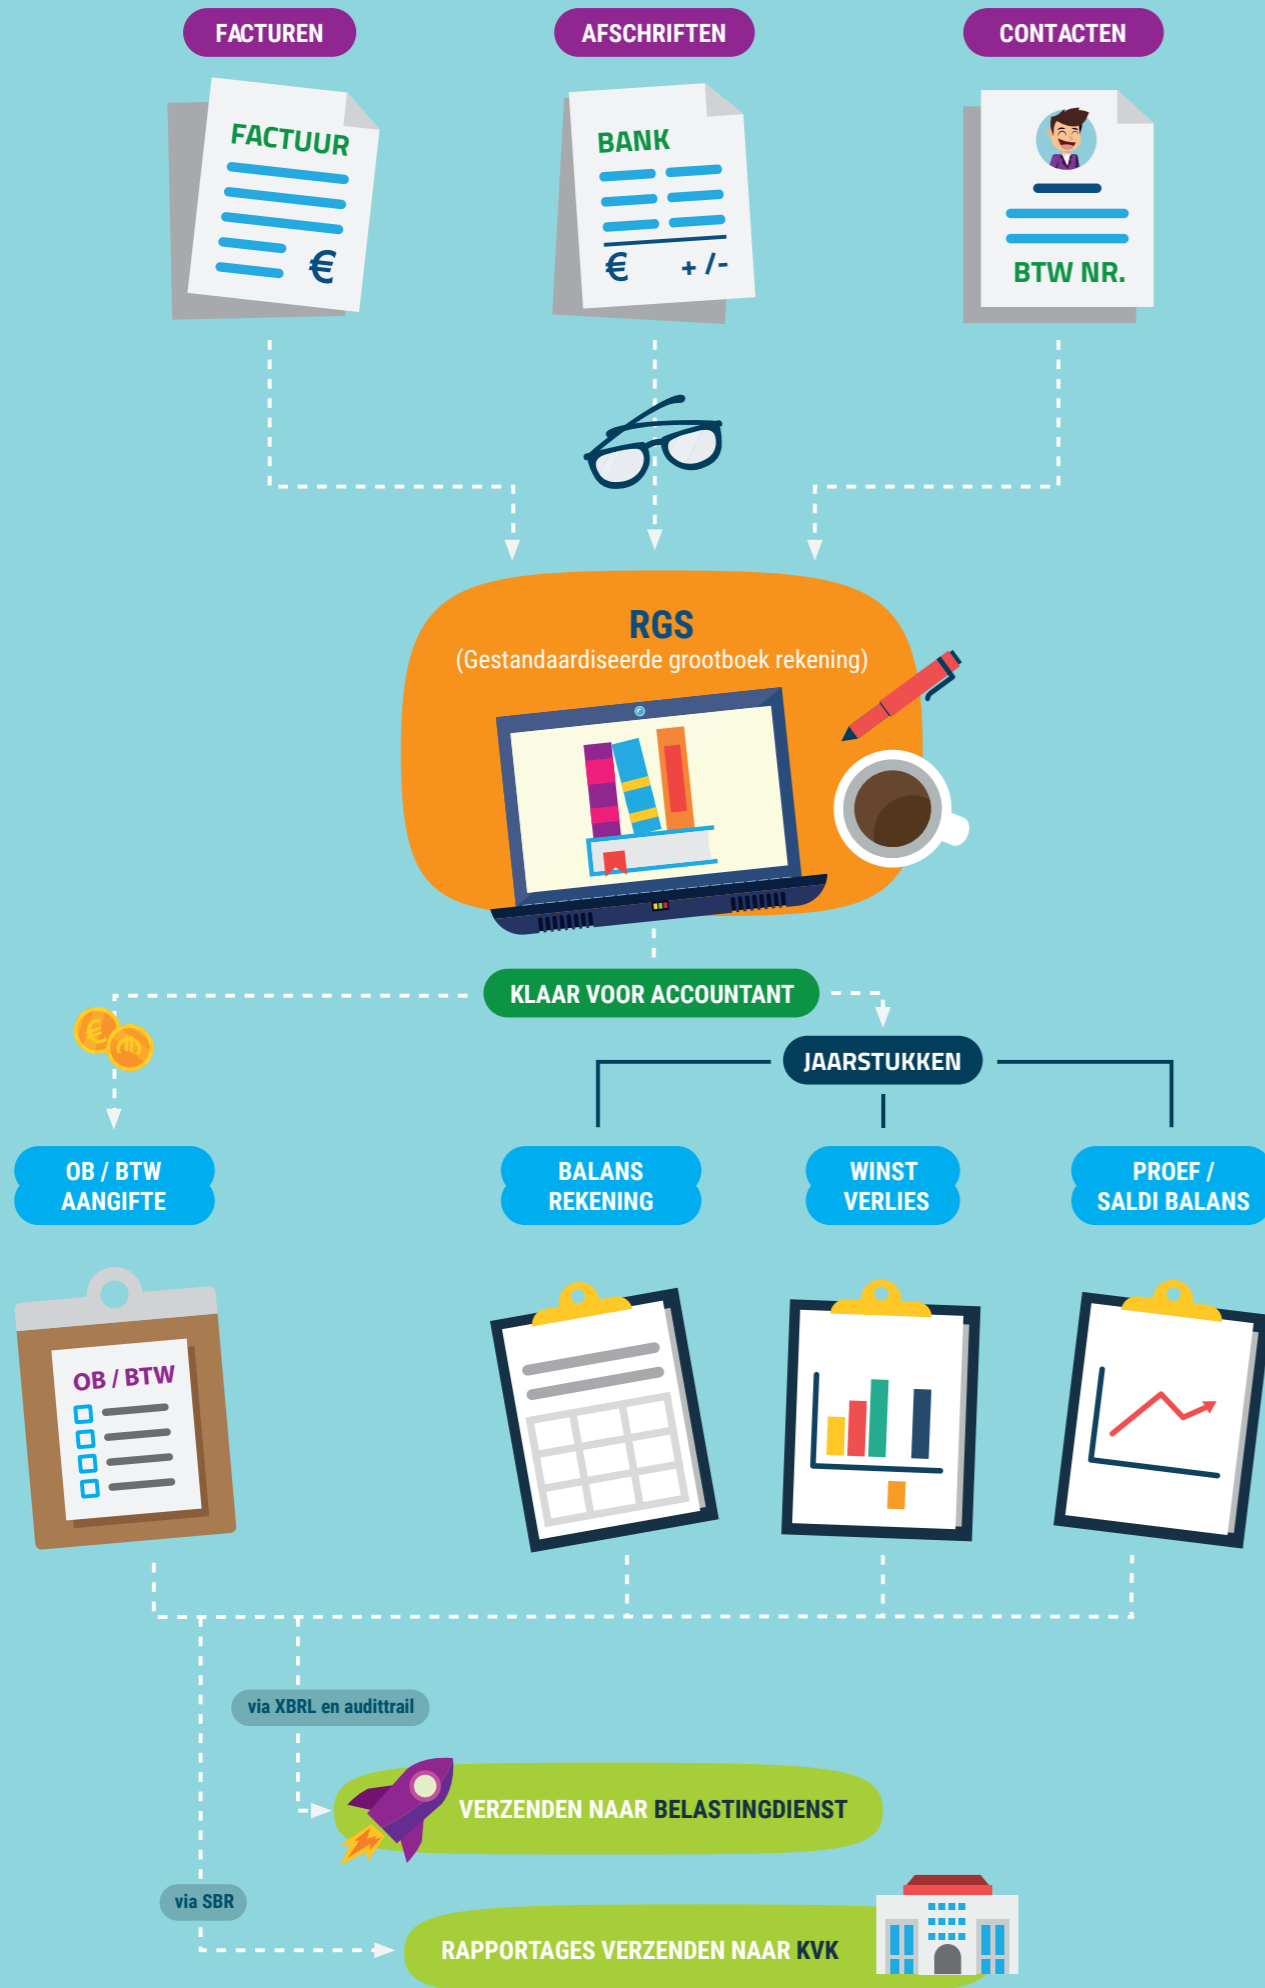 FACTUREN
AFSCHRIFTEN
CONTACTEN
FACTUUR
€
BANK
€ + /-
BTW NR.
RGS
(Gestandaardiseerde grootboek rekening)
KLAAR VOOR ACCOUNTANT
€
JAARSTUKKEN
OB / BTW
AANGIFTE
BALANS
REKENING
WINST
VERLIES
PROEF /
SALDI BALANS
OB / BTW
via XBRL en audittrail
VERZENDEN NAAR BELASTINGDIENST
via SBR
RAPPORTAGES VERZENDEN NAAR KVK